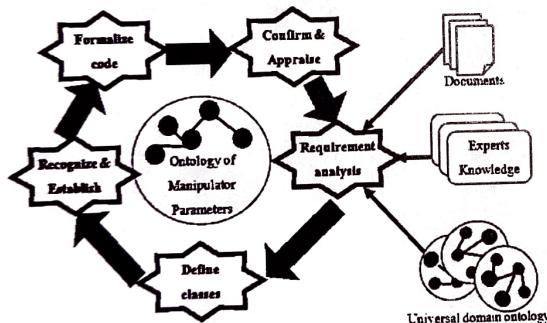 Formalize
code
Confirm &
Appraise
Documents
Recognize &
Establish
Ontology of
Manipulator
Parameters
Requirement
analysis
Experts
Knowledge
Define
classes
Universal domain ontology